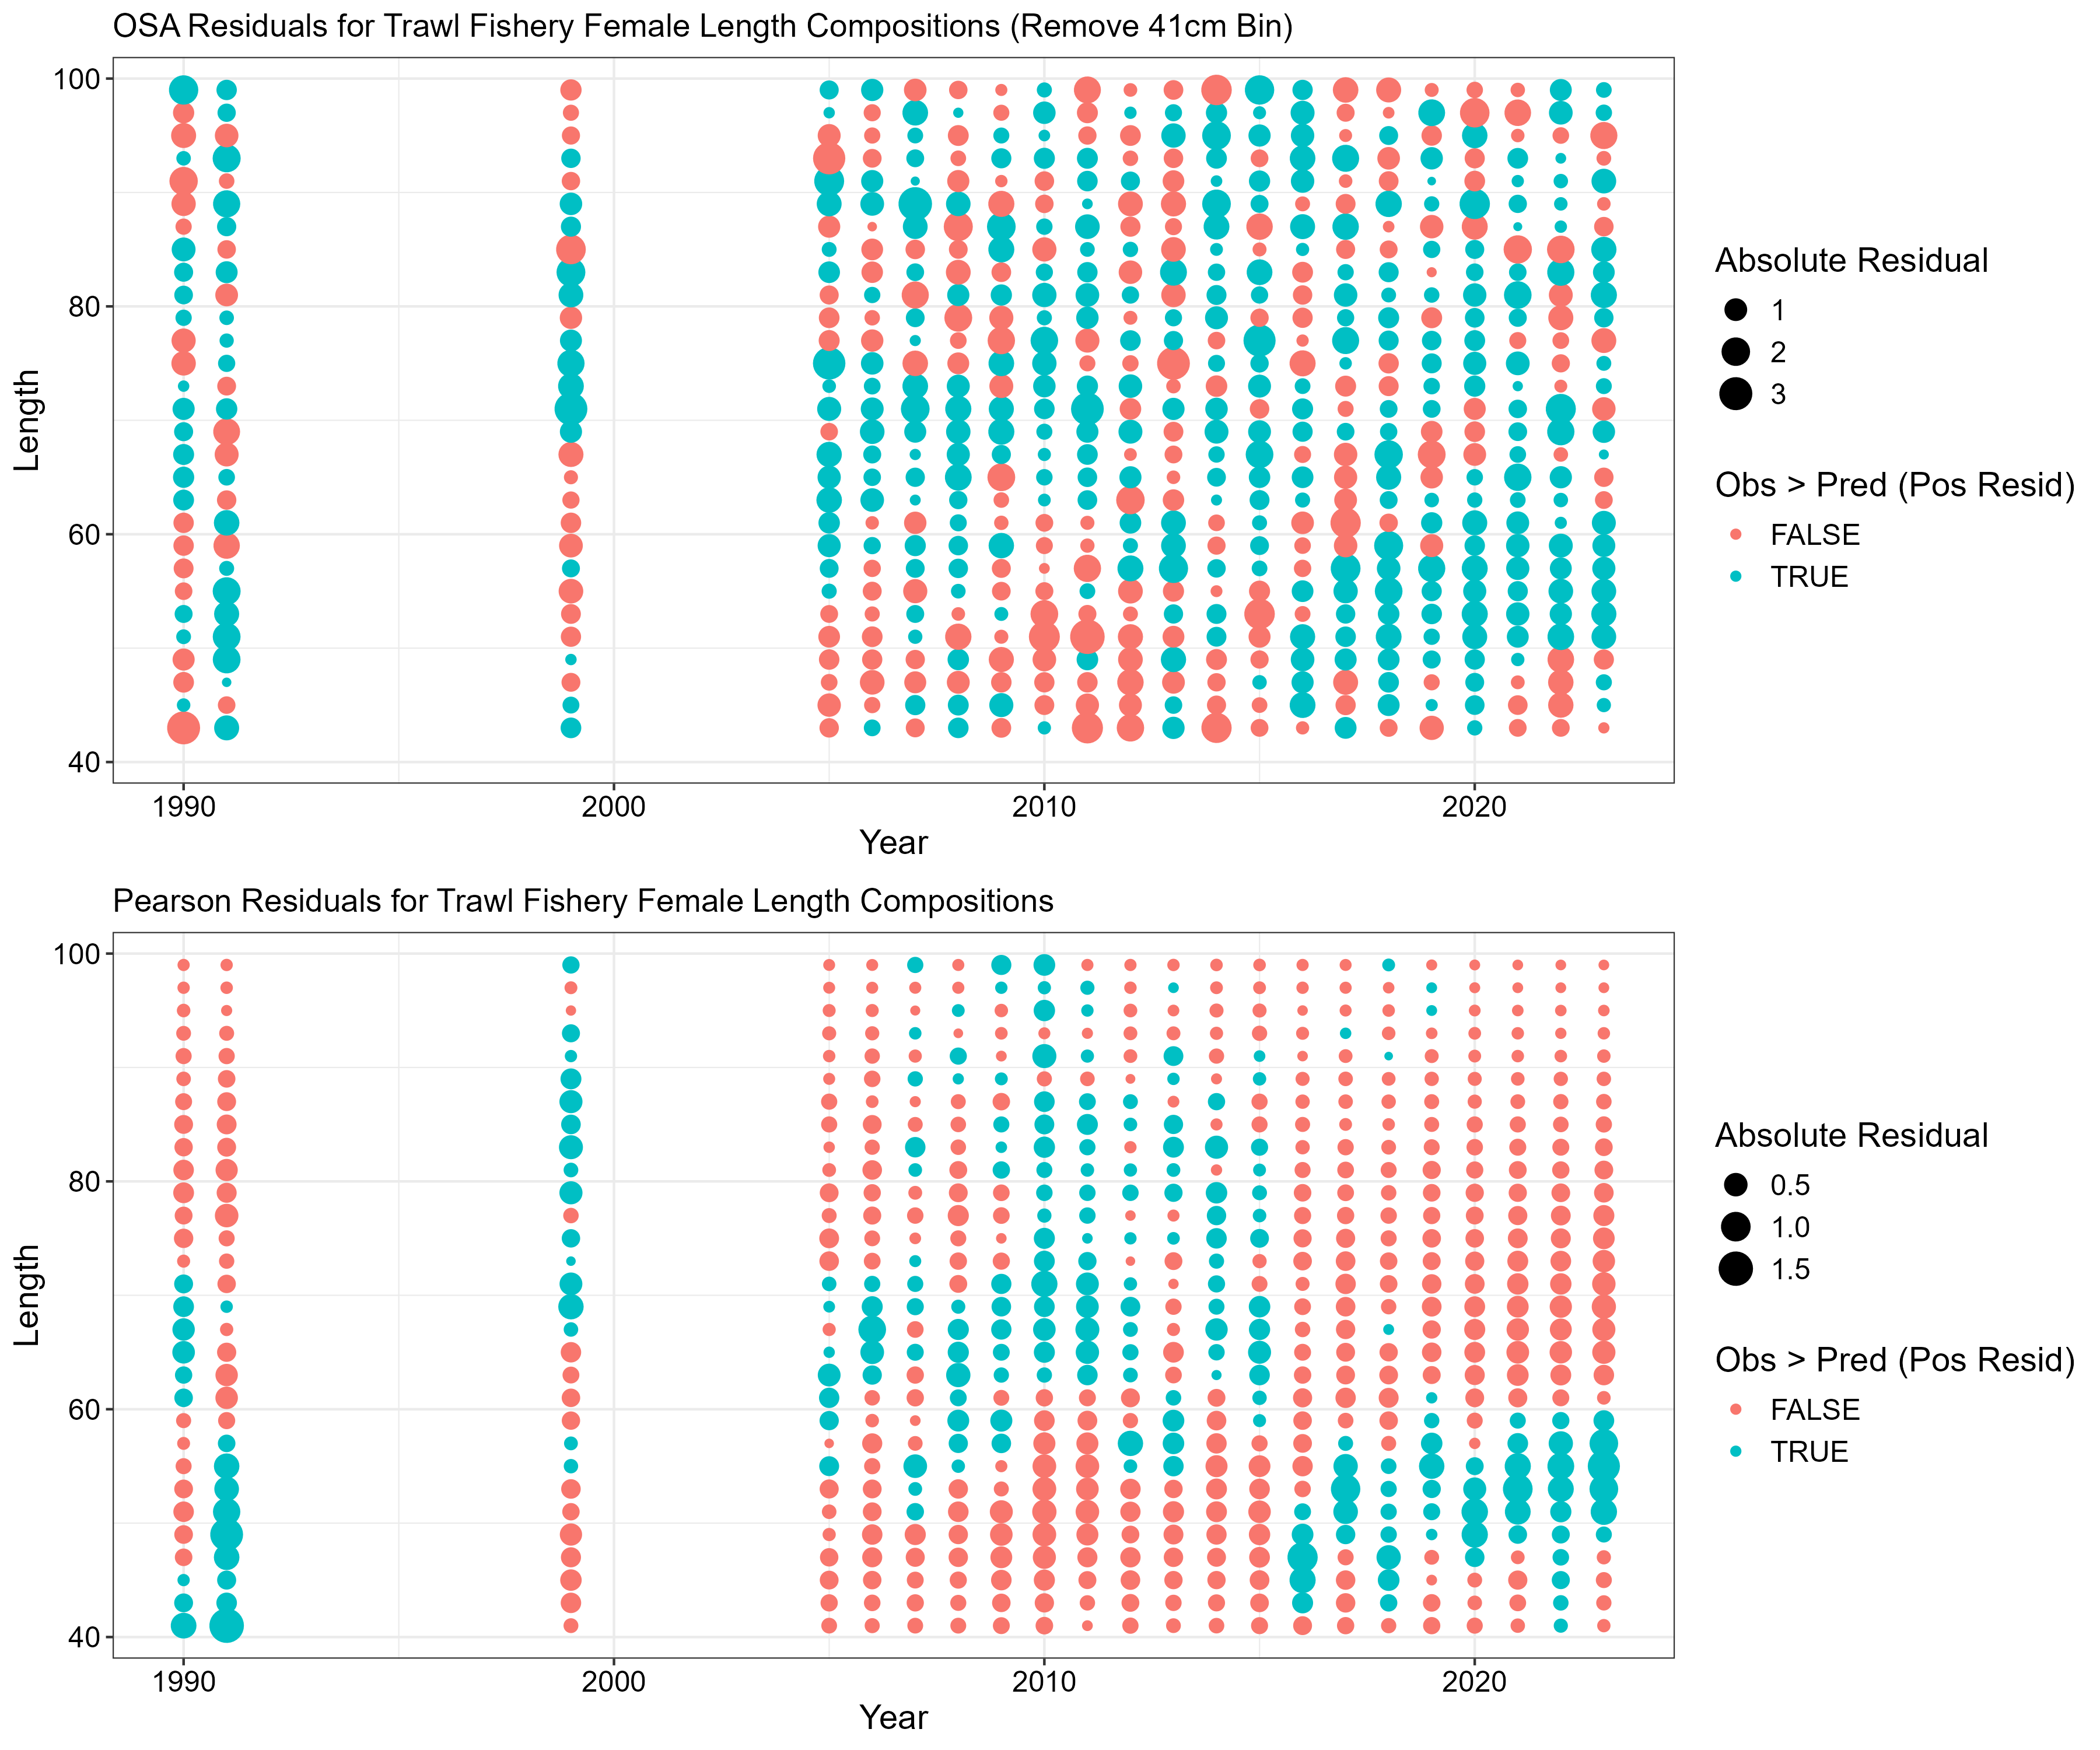 OSA Residuals for Trawl Fishery Female Length Compositions (Remove 41cm Bin)
100
80
60
40
Length
1990
2000
2010
2020
Year
Absolute Residual
1
2
3
Obs > Pred (Pos Resid)
FALSE
TRUE
Pearson Residuals for Trawl Fishery Female Length Compositions
100
80
60
40
Length
1990
2000
2010
2020
Year
Absolute Residual
0.5
1.0
1.5
Obs > Pred (Pos Resid)
FALSE
TRUE